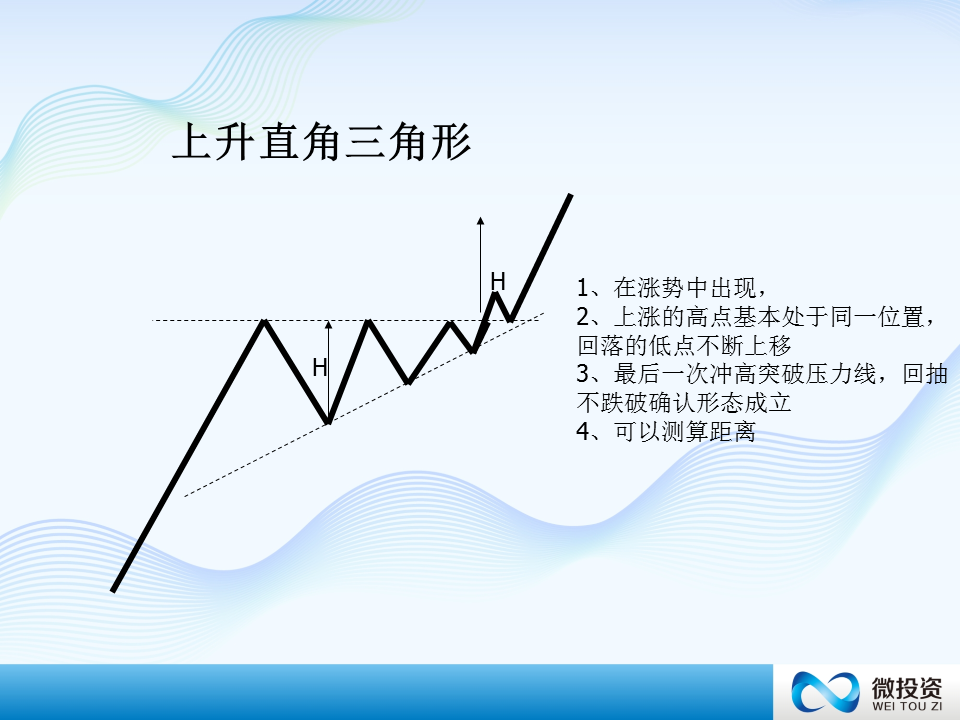 上升直角三角形
H
H
1、在涨势中出现，
2、上涨的高点基本处于同一位置，
回落的低点不断上移
3、最后一次冲高突破压力线，回抽
不跌破确认形态成立
4、可以测算距离
微投资
WEI TOU ZI